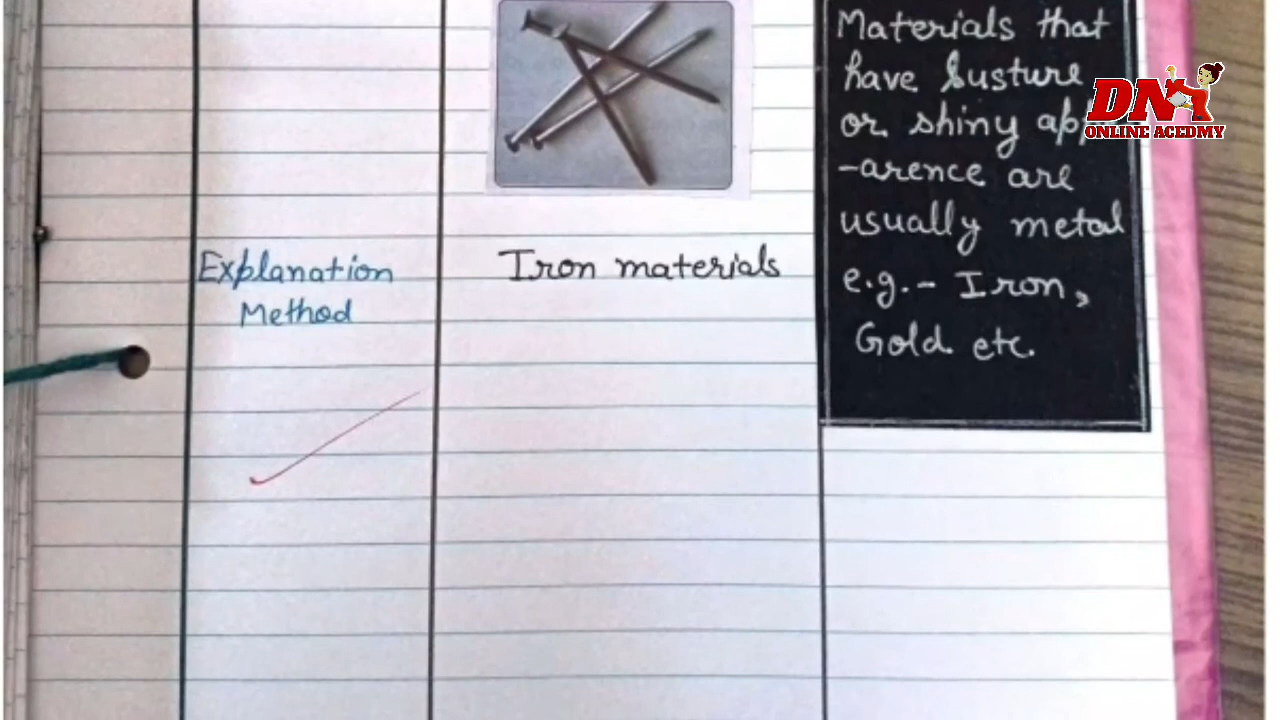 Explanation
Method
Iron materials
Materials that
have Lusture
or shiny app
-arence are
usually metal
e.g.- Iron,
Gold etc.
ONLINE ACEDMY